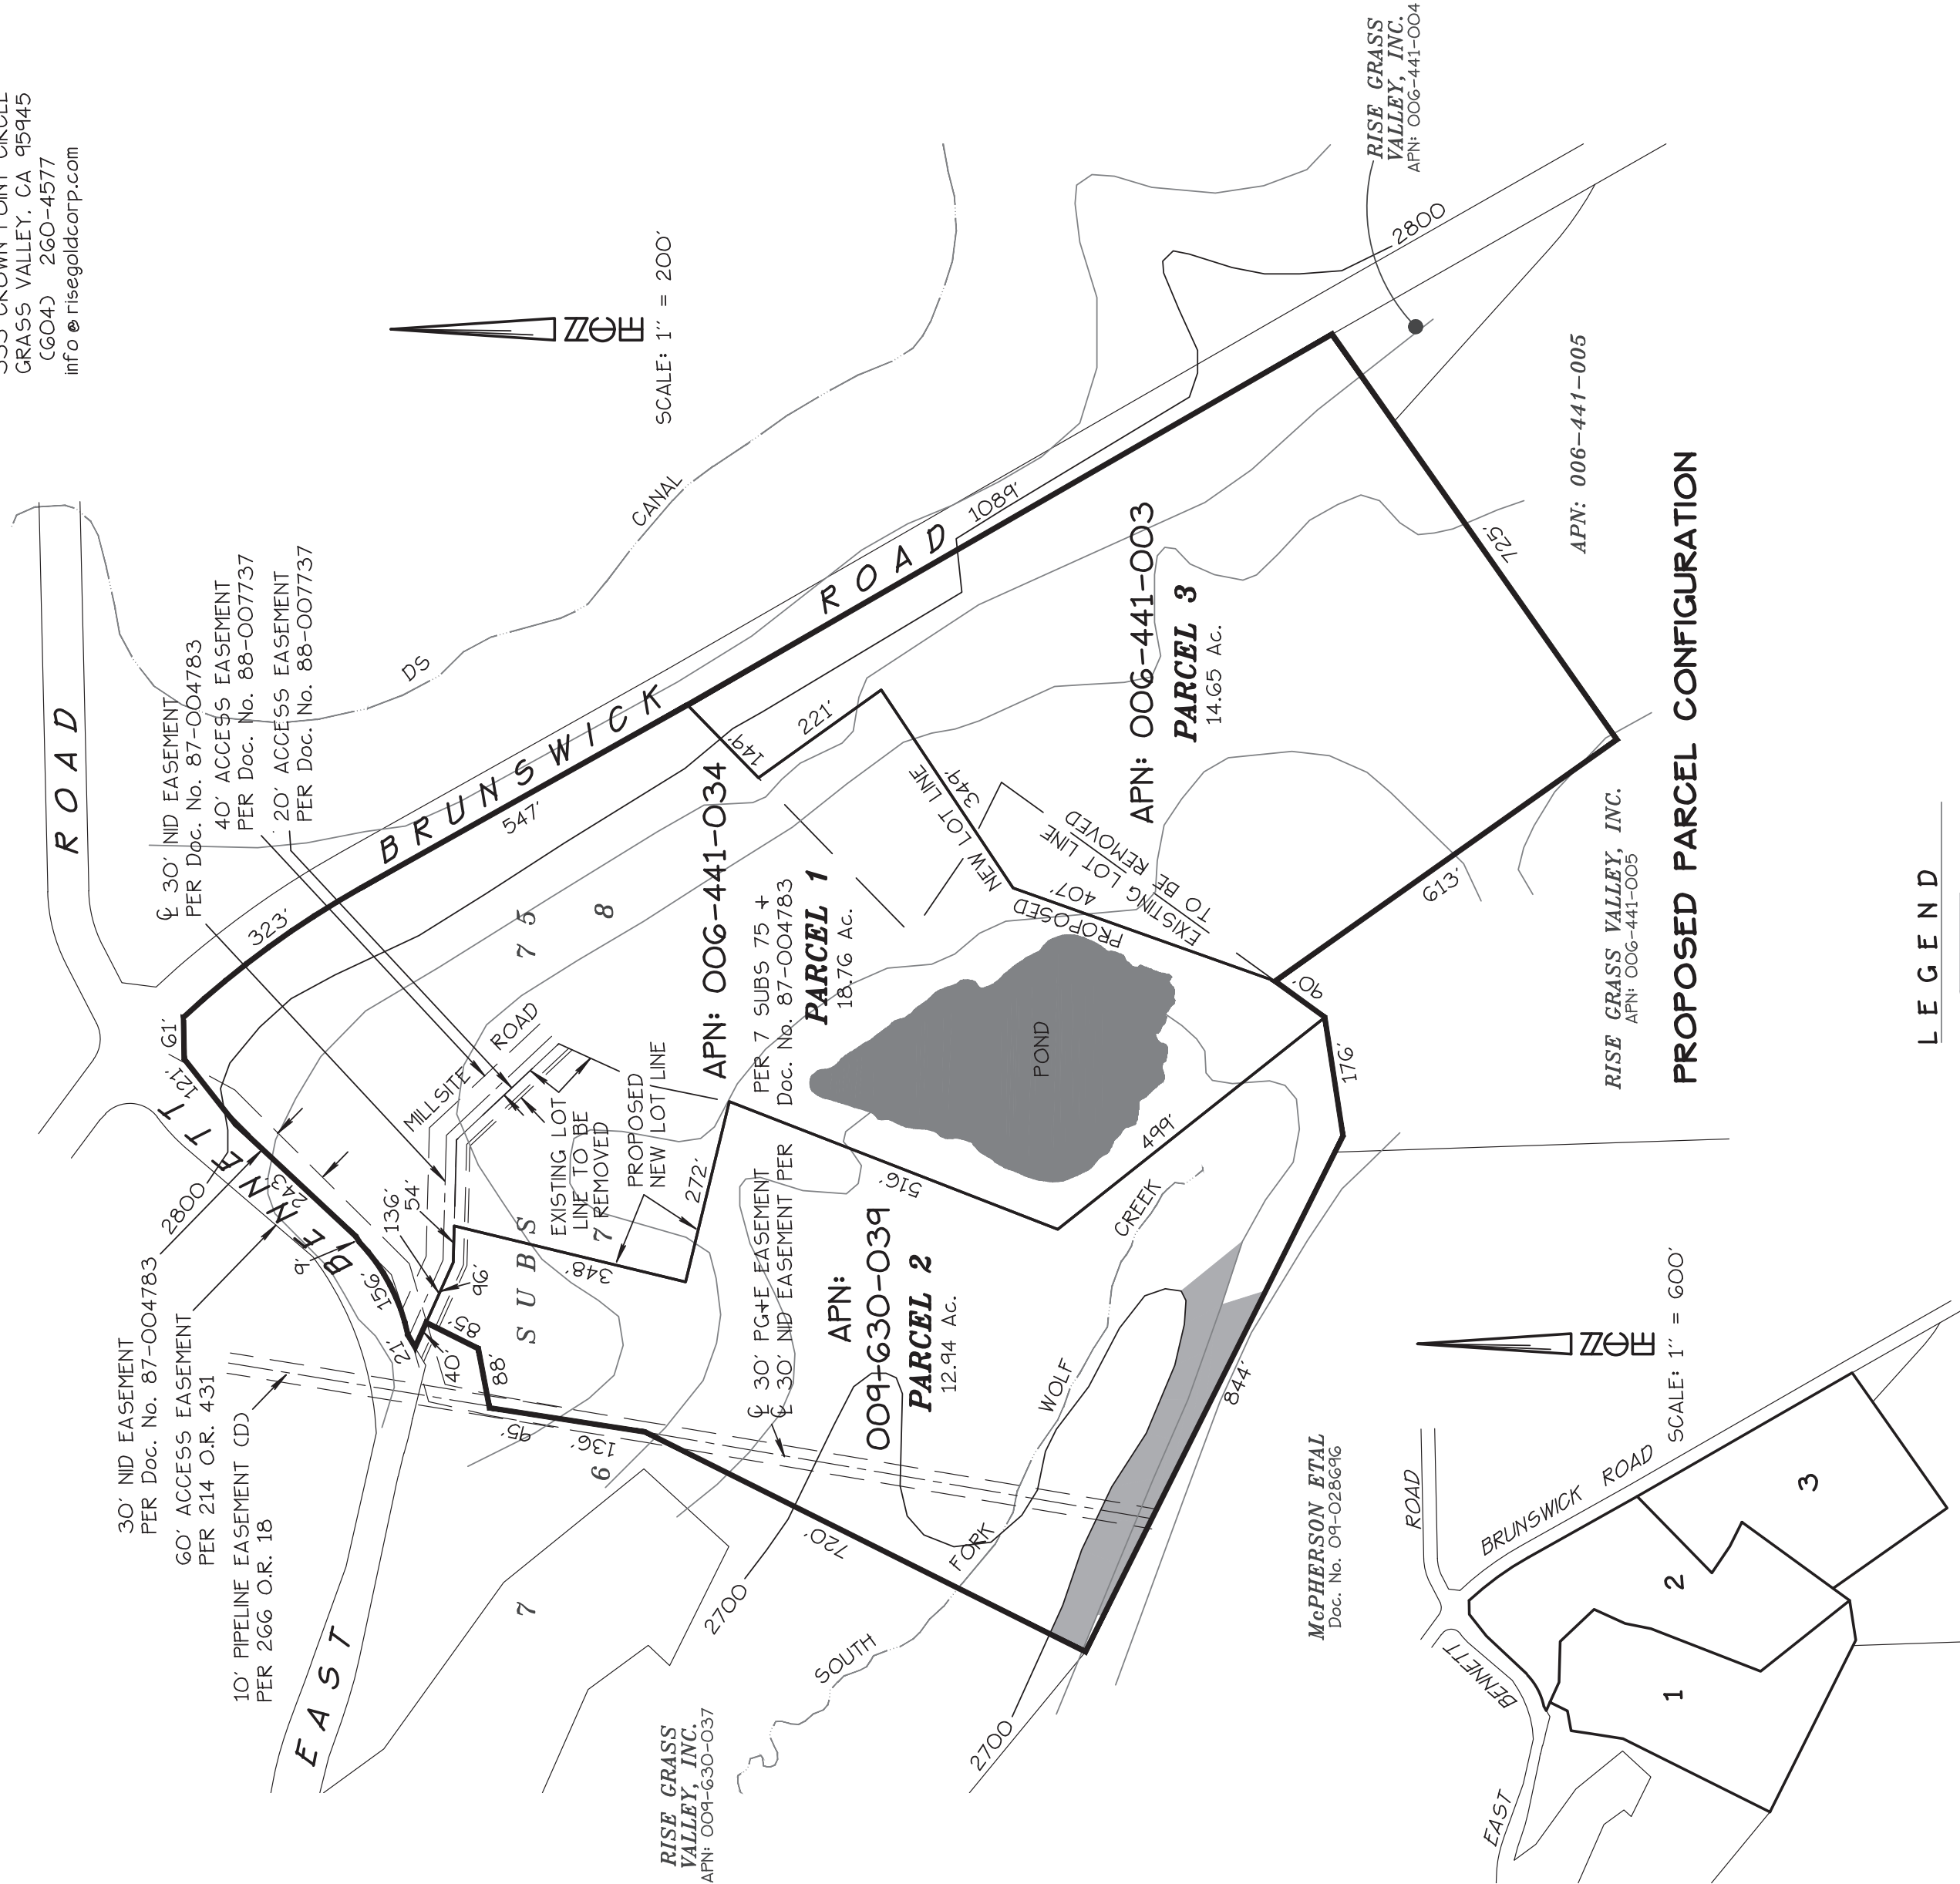 GRASS VALLEY, CA 95945
(604) 260-4577
info@risegoldcorp.com
ROAD
℄ 30' NID EASEMENT
PER Doc. No. 87-004783
40' ACCESS EASEMENT
PER Doc. No. 88-007737
20' ACCESS EASEMENT
PER Doc. No. 88-007737
DS
CANAL
NO
SCALE: 1" = 200'
30' NID EASEMENT
PER Doc. No. 87-004783
60' ACCESS EASEMENT
PER 214 O.R. 431
10' PIPELINE EASEMENT (D)
PER 266 O.R. 18
EAST
BENNETT
BRUNSWICK
ROAD
2800
61'
121'
243'
9'
156'
21'
323'
547'
1089'
136'
54'
96'
40'
85'
88'
95'
136'
MILLSITE
ROAD
7 5
8
SUBS
7
6
7
EXISTING LOT
LINE TO BE
REMOVED
PROPOSED
NEW LOT LINE
348'
272'
516'
499'
149'
221'
349'
407'
NEW LOT LINE
PROPOSED
EXISTING LOT LINE
TO BE
REMOVED
APN: 006-441-034
PER 7 SUBS 75 +
Doc. No. 87-004783
PARCEL 1
18.76 Ac.
℄ 30' PG+E EASEMENT
℄ 30' NID EASEMENT PER
POND
APN:
009-630-039
PARCEL 2
12.94 Ac.
APN: 006-441-003
PARCEL 3
14.65 Ac.
725'
613'
90'
176'
844'
720'
SOUTH
FORK
WOLF
CREEK
2700
2700
2800
RISE GRASS
VALLEY, INC.
APN: 006-441-004
APN: 006-441-005
RISE GRASS VALLEY, INC.
APN: 006-441-005
RISE GRASS
VALLEY, INC.
APN: 009-630-037
McPHERSON ETAL
Doc. No. 09-028696
PROPOSED PARCEL CONFIGURATION
LEGEND
SCALE: 1" = 600'
ROAD
BRUNSWICK ROAD
BENNETT
EAST
1
2
3